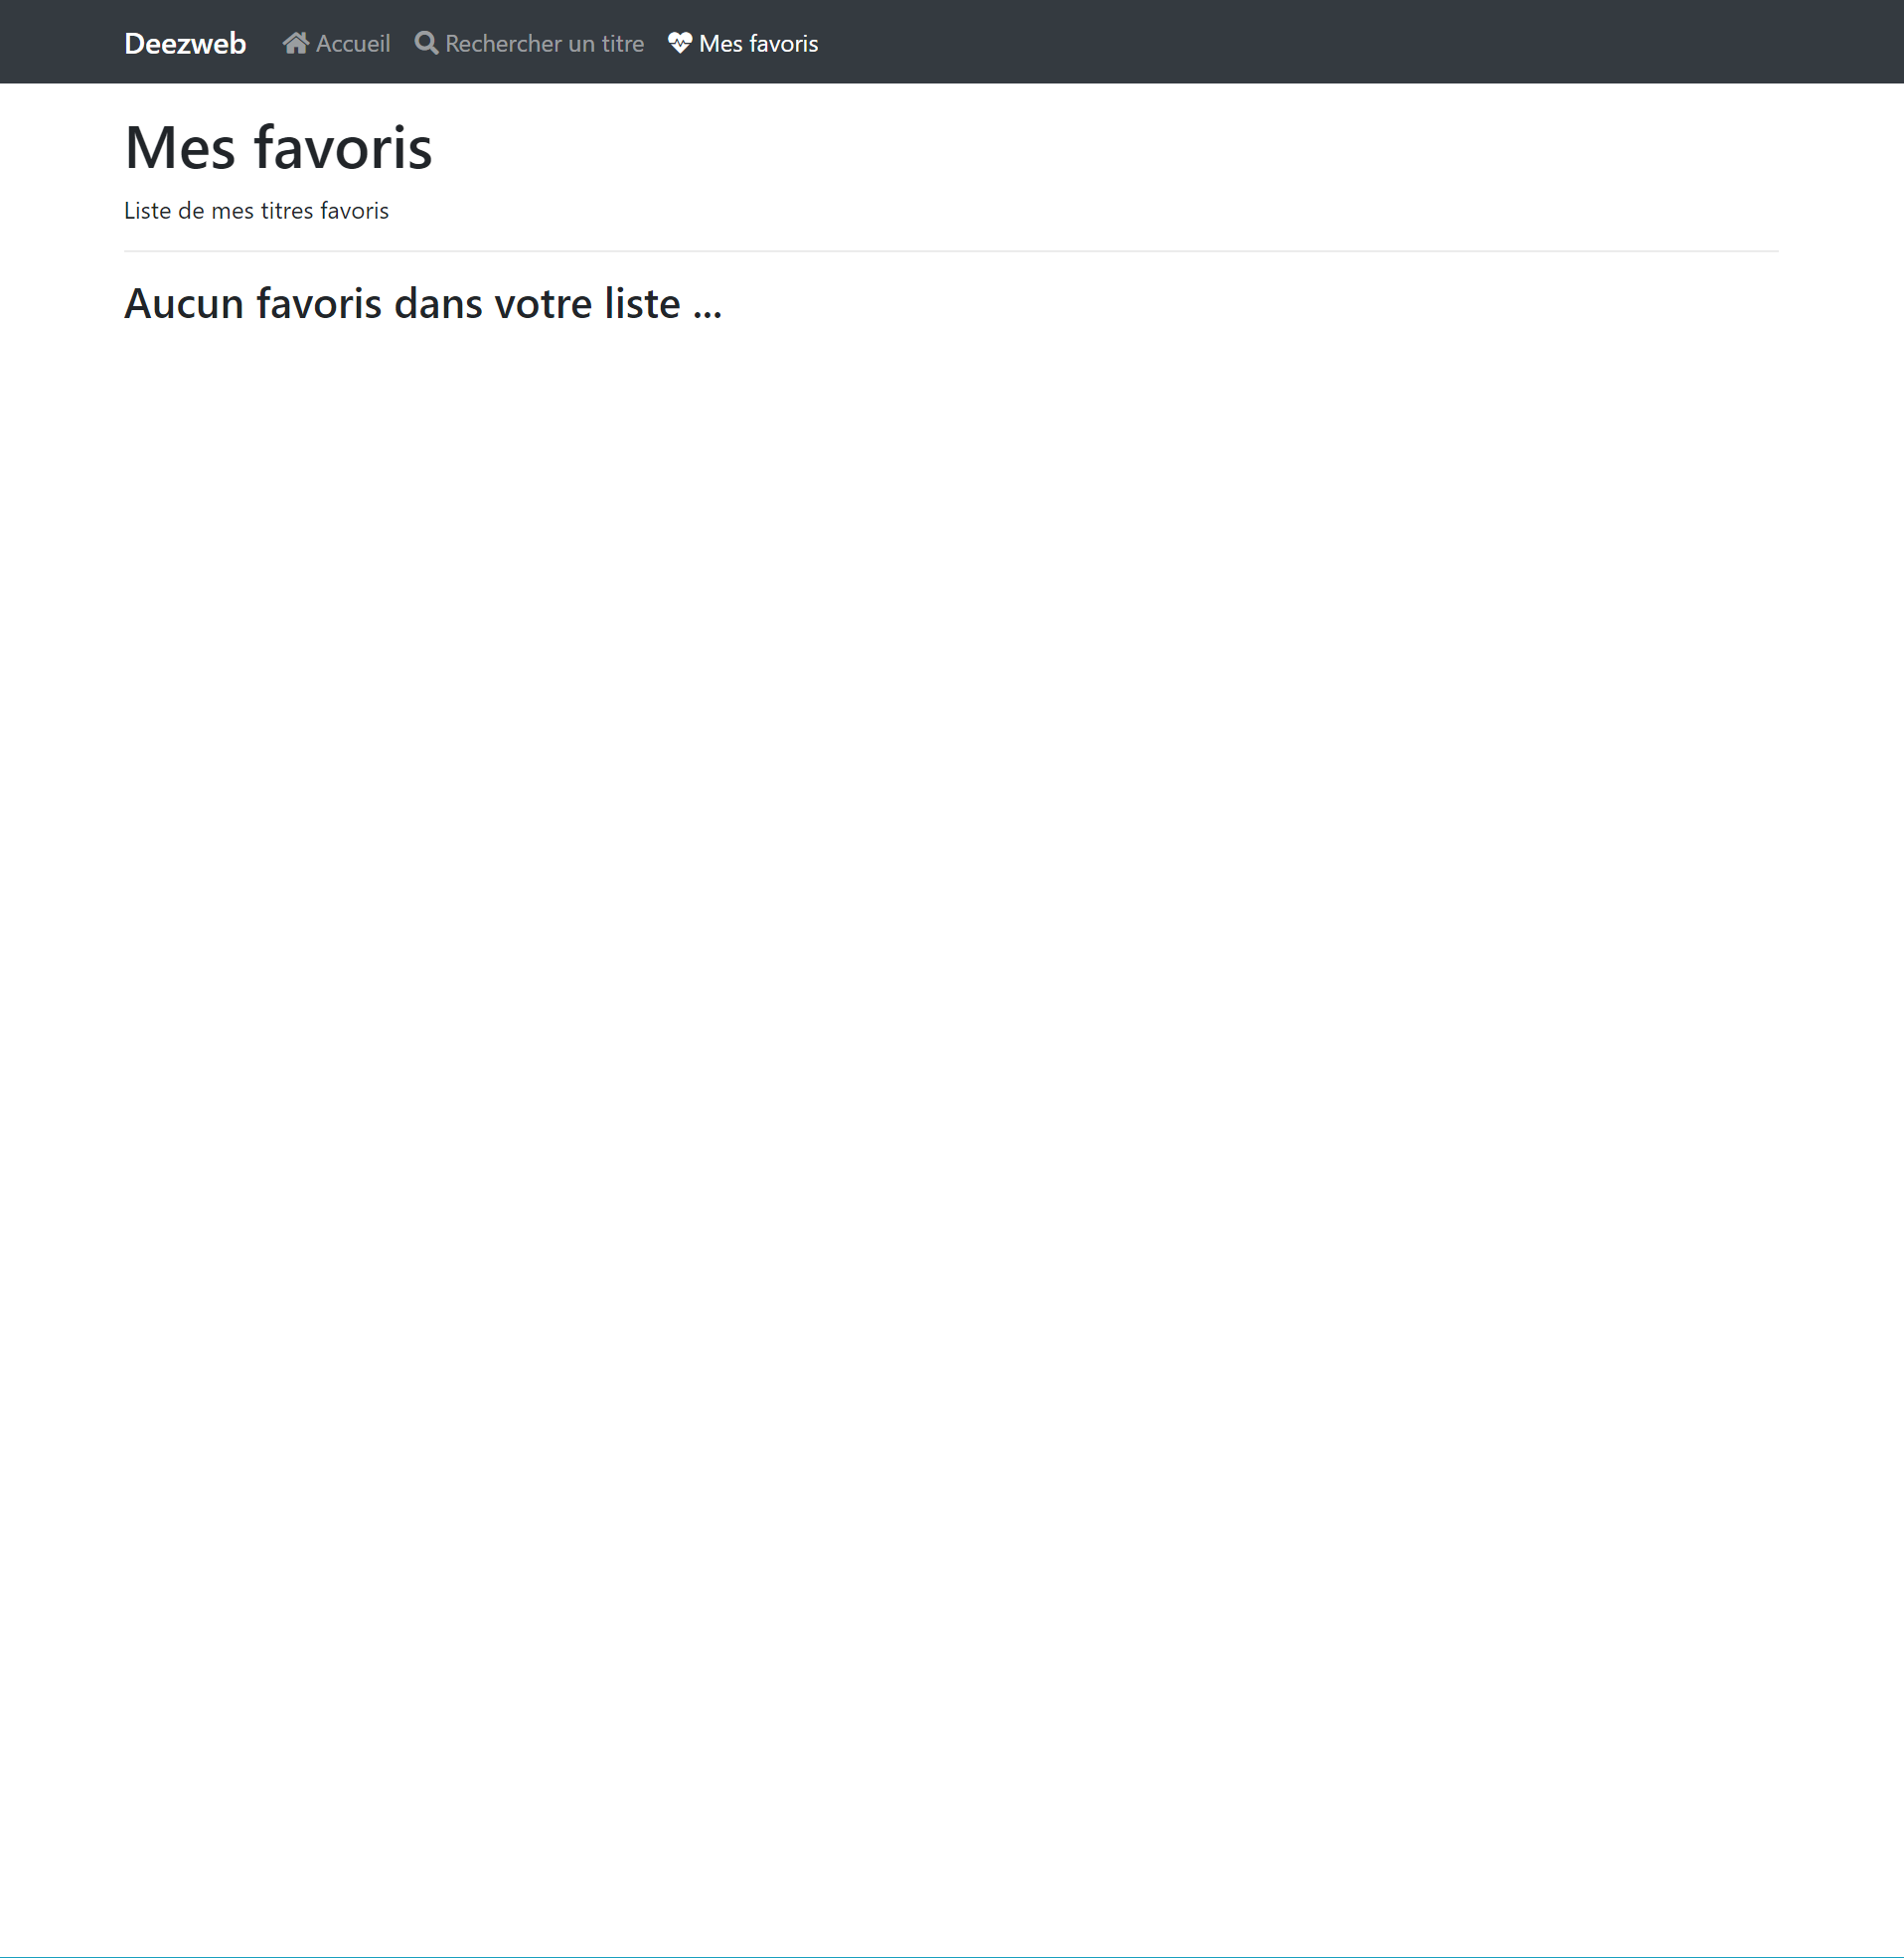 Deezweb Accueil Rechercher un titre Mes favoris
Mes favoris
Liste de mes titres favoris
Aucun favoris dans votre liste ...